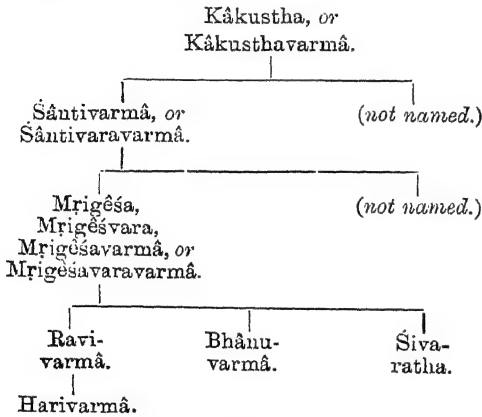 Kâkustha, or
Kâkusthavarmâ.
Śântivarmâ, or
Śântivaravarmâ.
(not named.)
Mṛigêśa,
Mṛigêśvara,
Mṛigêśavarmâ, or
Mṛigêśavaravarmâ.
(not named.)
Ravi-
varmâ.
Bhânu-
varmâ.
Śiva-
ratha.
Harivarmâ.